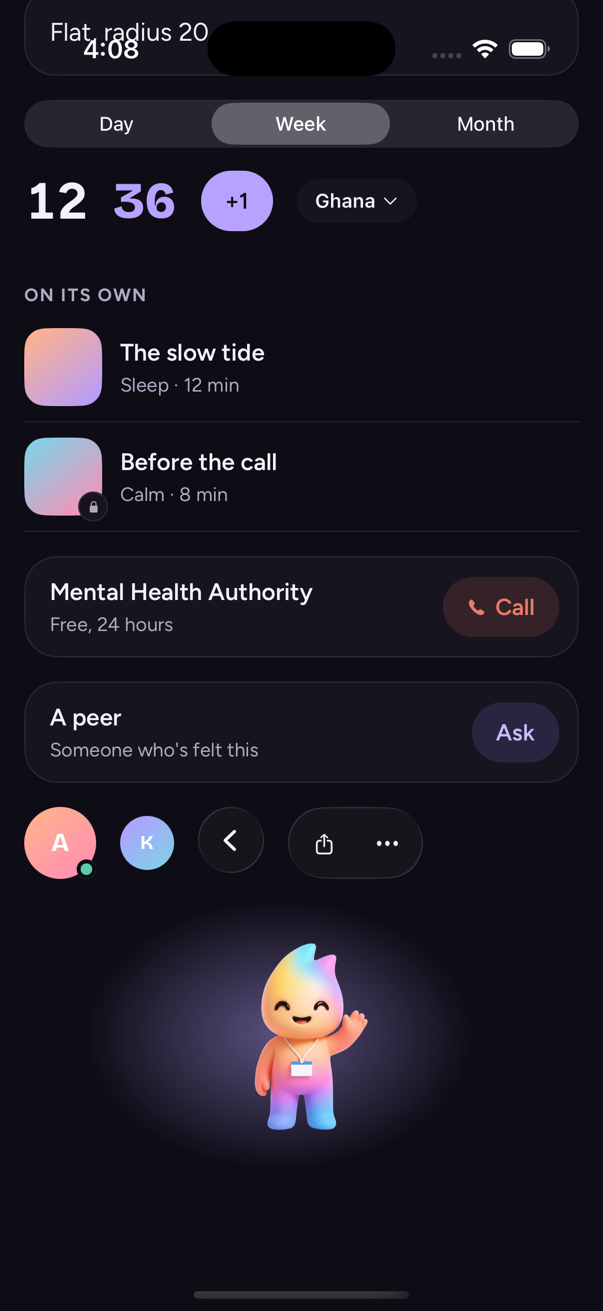 Flat, radius 20
4:08
Day
Week
Month
12
36
+1
Ghana
ON ITS OWN
The slow tide
Sleep · 12 min
Before the call
Calm · 8 min
Mental Health Authority
Free, 24 hours
Call
A peer
Someone who's felt this
Ask
A
K